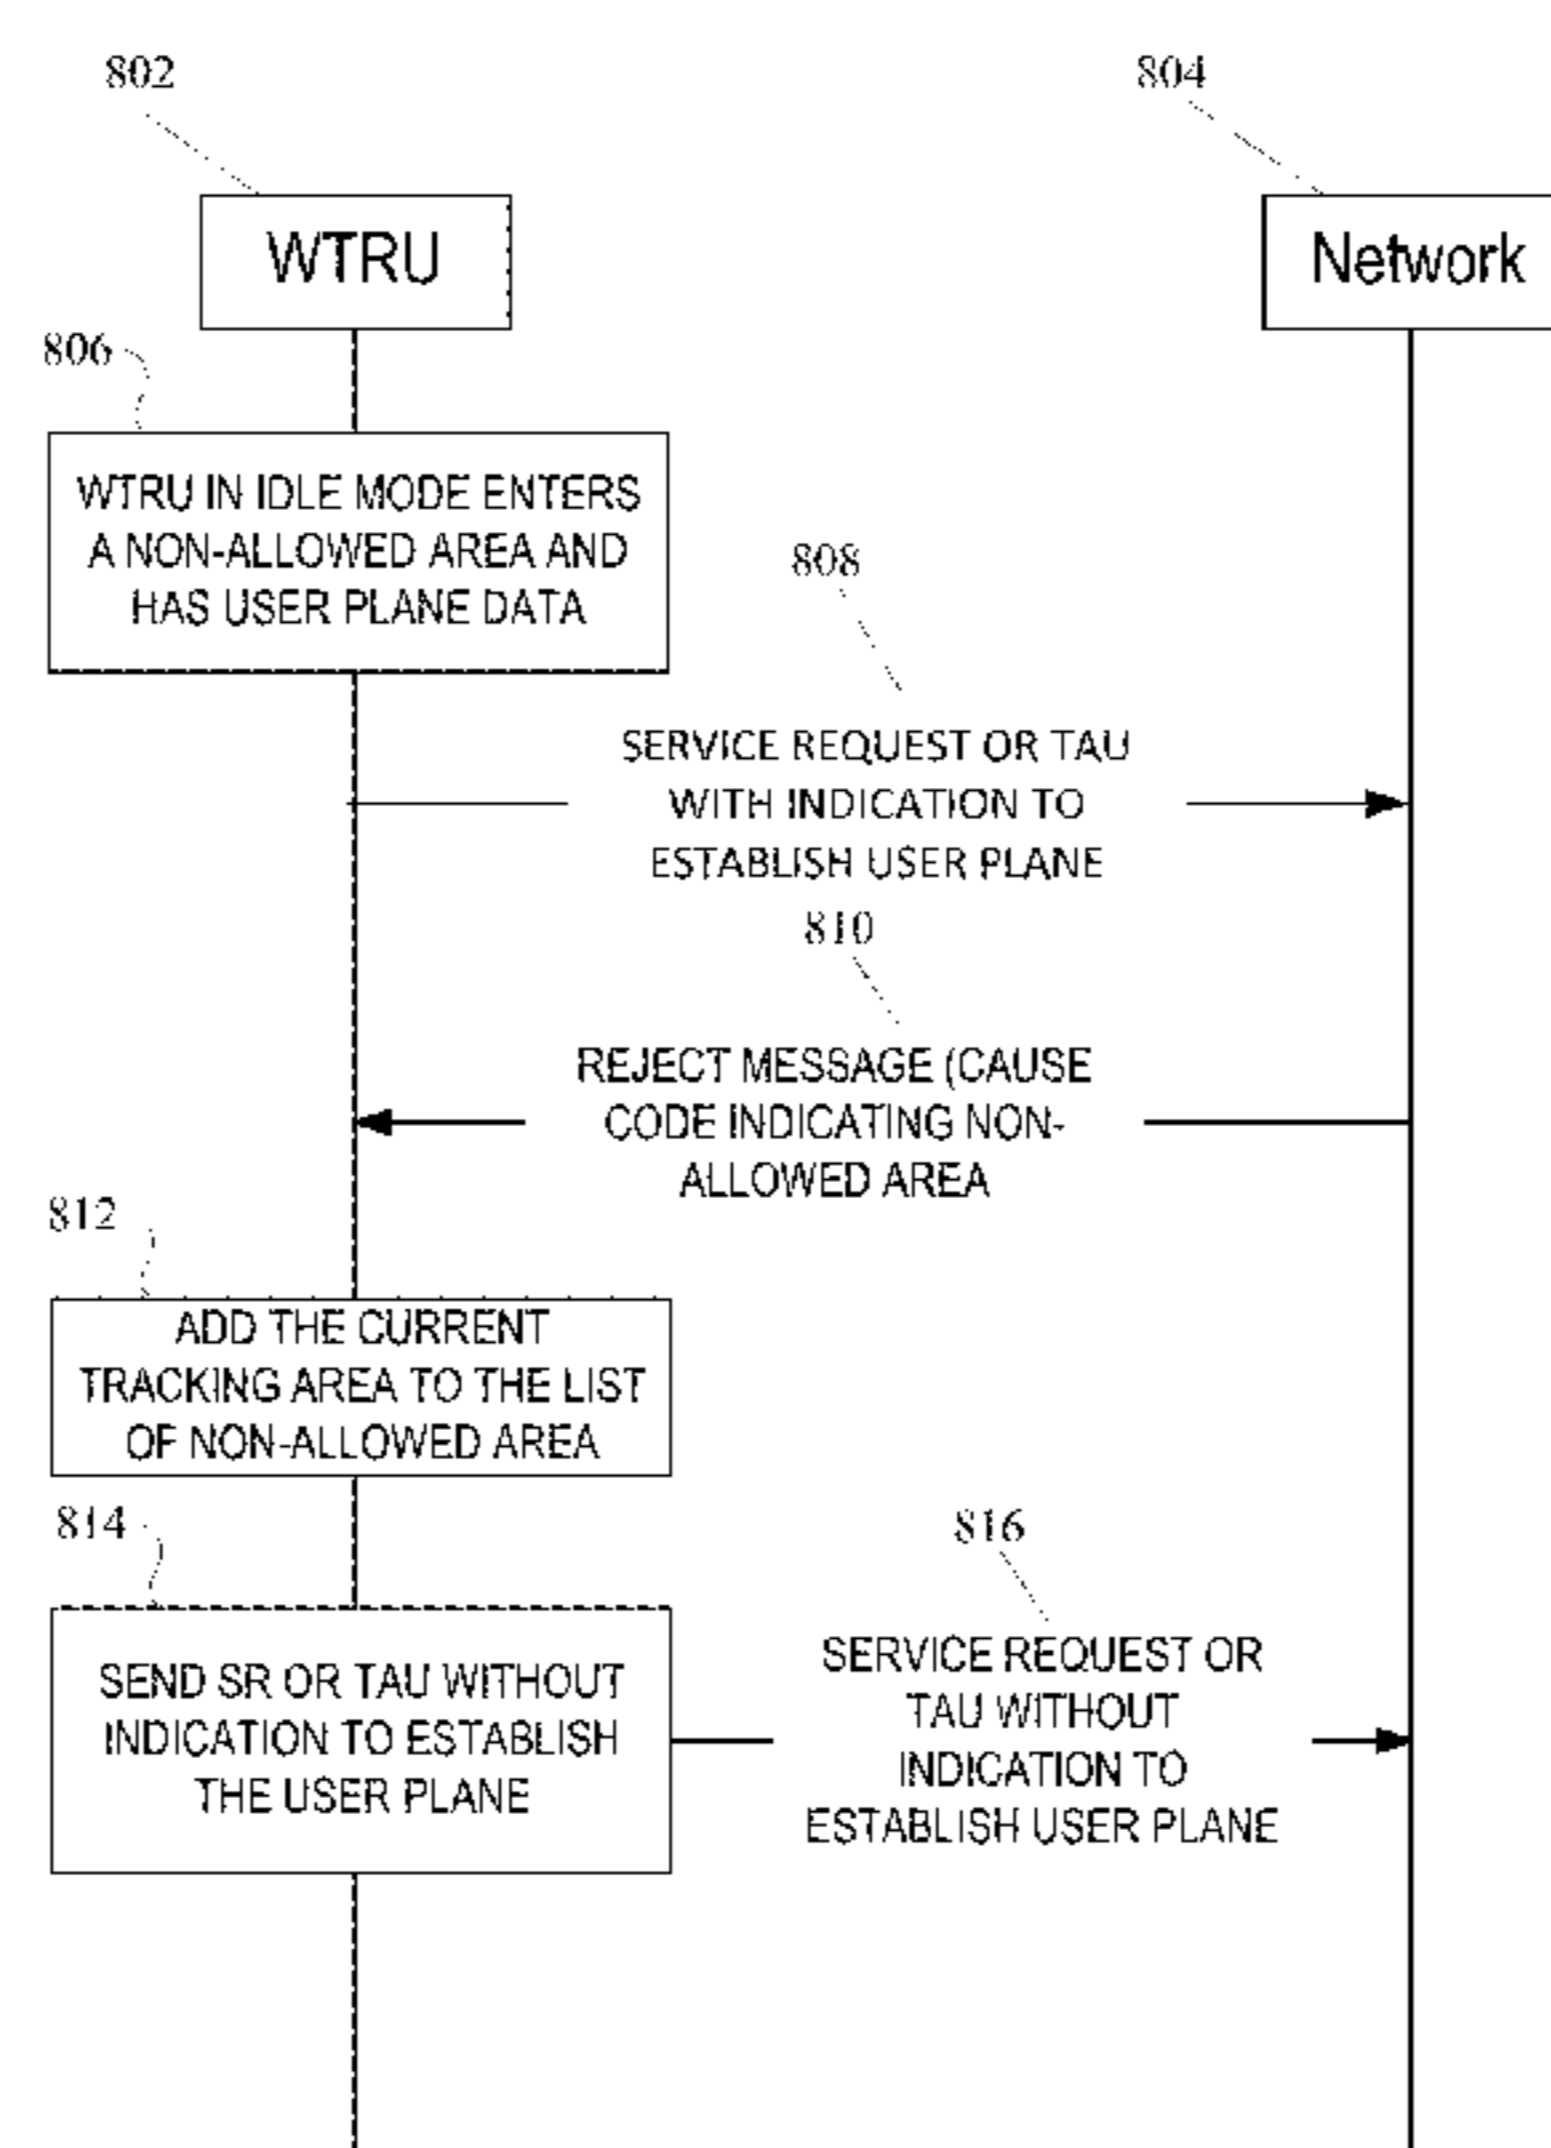 802
804
WTRU
Network
806
WTRU IN IDLE MODE ENTERS
A NON-ALLOWED AREA AND
HAS USER PLANE DATA
808
SERVICE REQUEST OR TAU
WITH INDICATION TO
ESTABLISH USER PLANE
810
REJECT MESSAGE (CAUSE
CODE INDICATING NON-
ALLOWED AREA
812
ADD THE CURRENT
TRACKING AREA TO THE LIST
OF NON-ALLOWED AREA
814
SEND SR OR TAU WITHOUT
INDICATION TO ESTABLISH
THE USER PLANE
816
SERVICE REQUEST OR
TAU WITHOUT
INDICATION TO
ESTABLISH USER PLANE